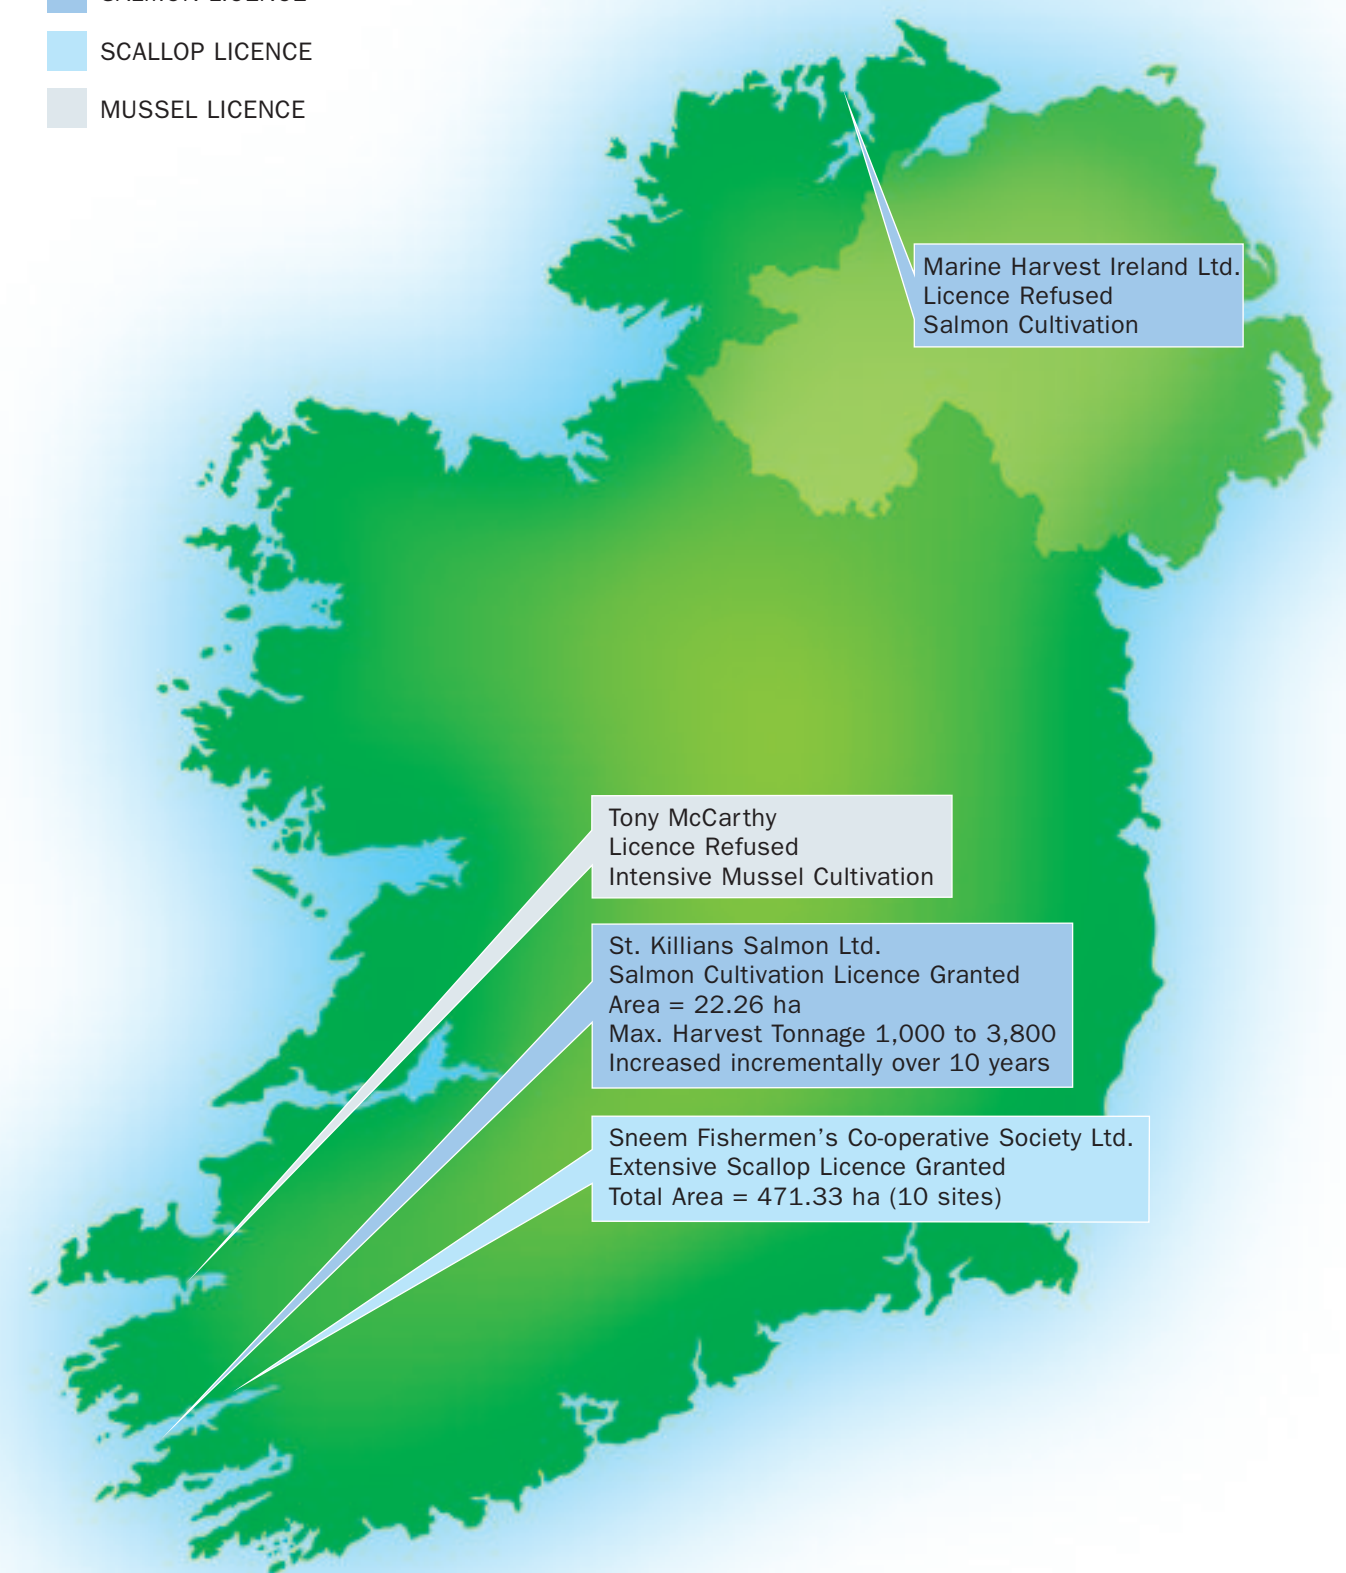 SALMON LICENCE
SCALLOP LICENCE
MUSSEL LICENCE
Marine Harvest Ireland Ltd.
Licence Refused
Salmon Cultivation
Tony McCarthy
Licence Refused
Intensive Mussel Cultivation
St. Killians Salmon Ltd.
Salmon Cultivation Licence Granted
Area = 22.26 ha
Max. Harvest Tonnage 1,000 to 3,800
Increased incrementally over 10 years
Sneem Fishermen’s Co-operative Society Ltd.
Extensive Scallop Licence Granted
Total Area = 471.33 ha (10 sites)